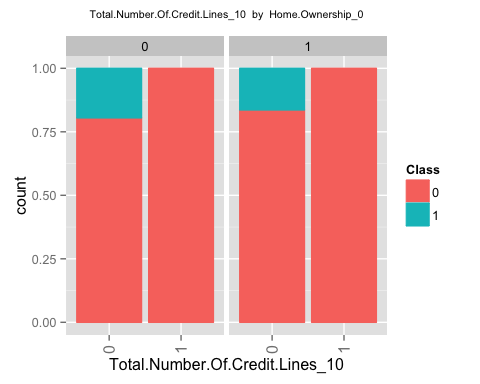 Total.Number.Of.Credit.Lines_10 by Home.Ownership_0
0 1
1.00
0.75
0.50
0.25
0.00
count
0 1 0 1
Total.Number.Of.Credit.Lines_10
Class
0
1